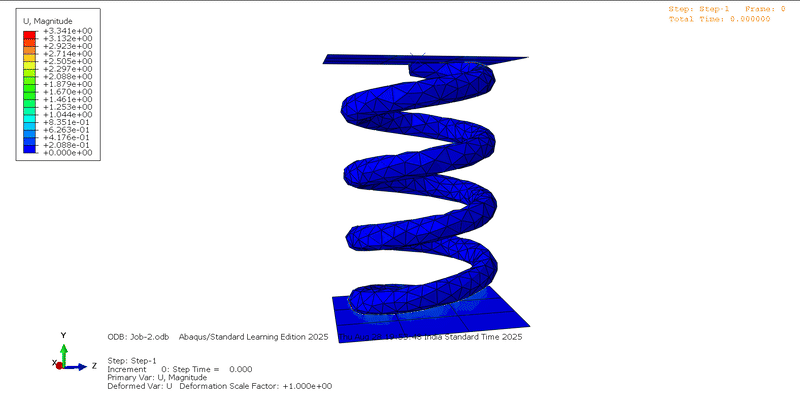 Step: Step-1 Frame: 0
Total Time: 0.000000
U, Magnitude
+3.341e+00
+3.132e+00
+2.923e+00
+2.714e+00
+2.505e+00
+2.297e+00
+2.088e+00
+1.879e+00
+1.670e+00
+1.461e+00
+1.253e+00
+1.044e+00
+8.351e-01
+6.263e-01
+4.176e-01
+2.088e-01
+0.000e+00
ODB: Job-2.odb Abaqus/Standard Learning Edition 2025 India Standard Time 2025
Y
X
Z
Step: Step-1
Increment 0: Step Time = 0.000
Primary Var: U, Magnitude
Deformed Var: U Deformation Scale Factor: +1.000e+00